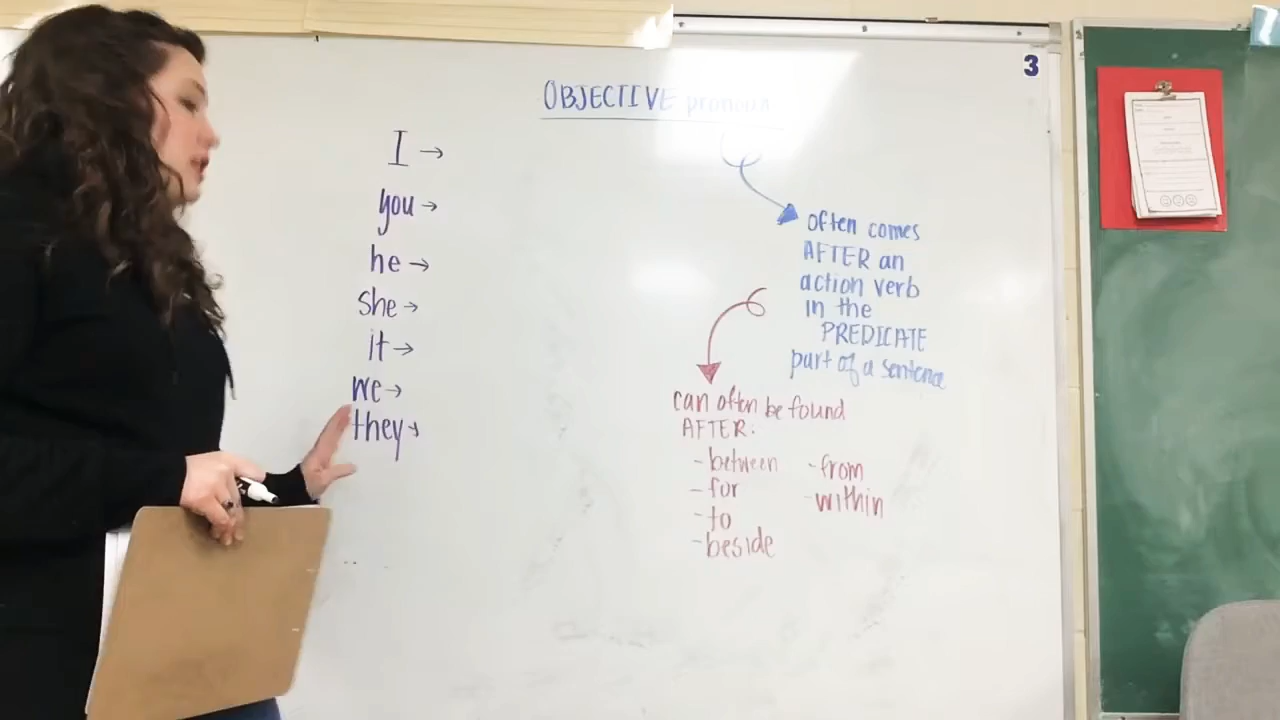 3
OBJECTIVE pronoun
I →
you →
he →
she →
it →
we →
they →
often comes
AFTER an
action verb
in the
PREDICATE
part of a sentence
can often be found
AFTER:
- between
- for
- to
- beside
- from
- within